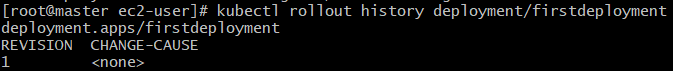 [root@master ec2-user]# kubectl rollout history deployment/firstdeployment
deployment.apps/firstdeployment
REVISION  CHANGE-CAUSE
1         <none>